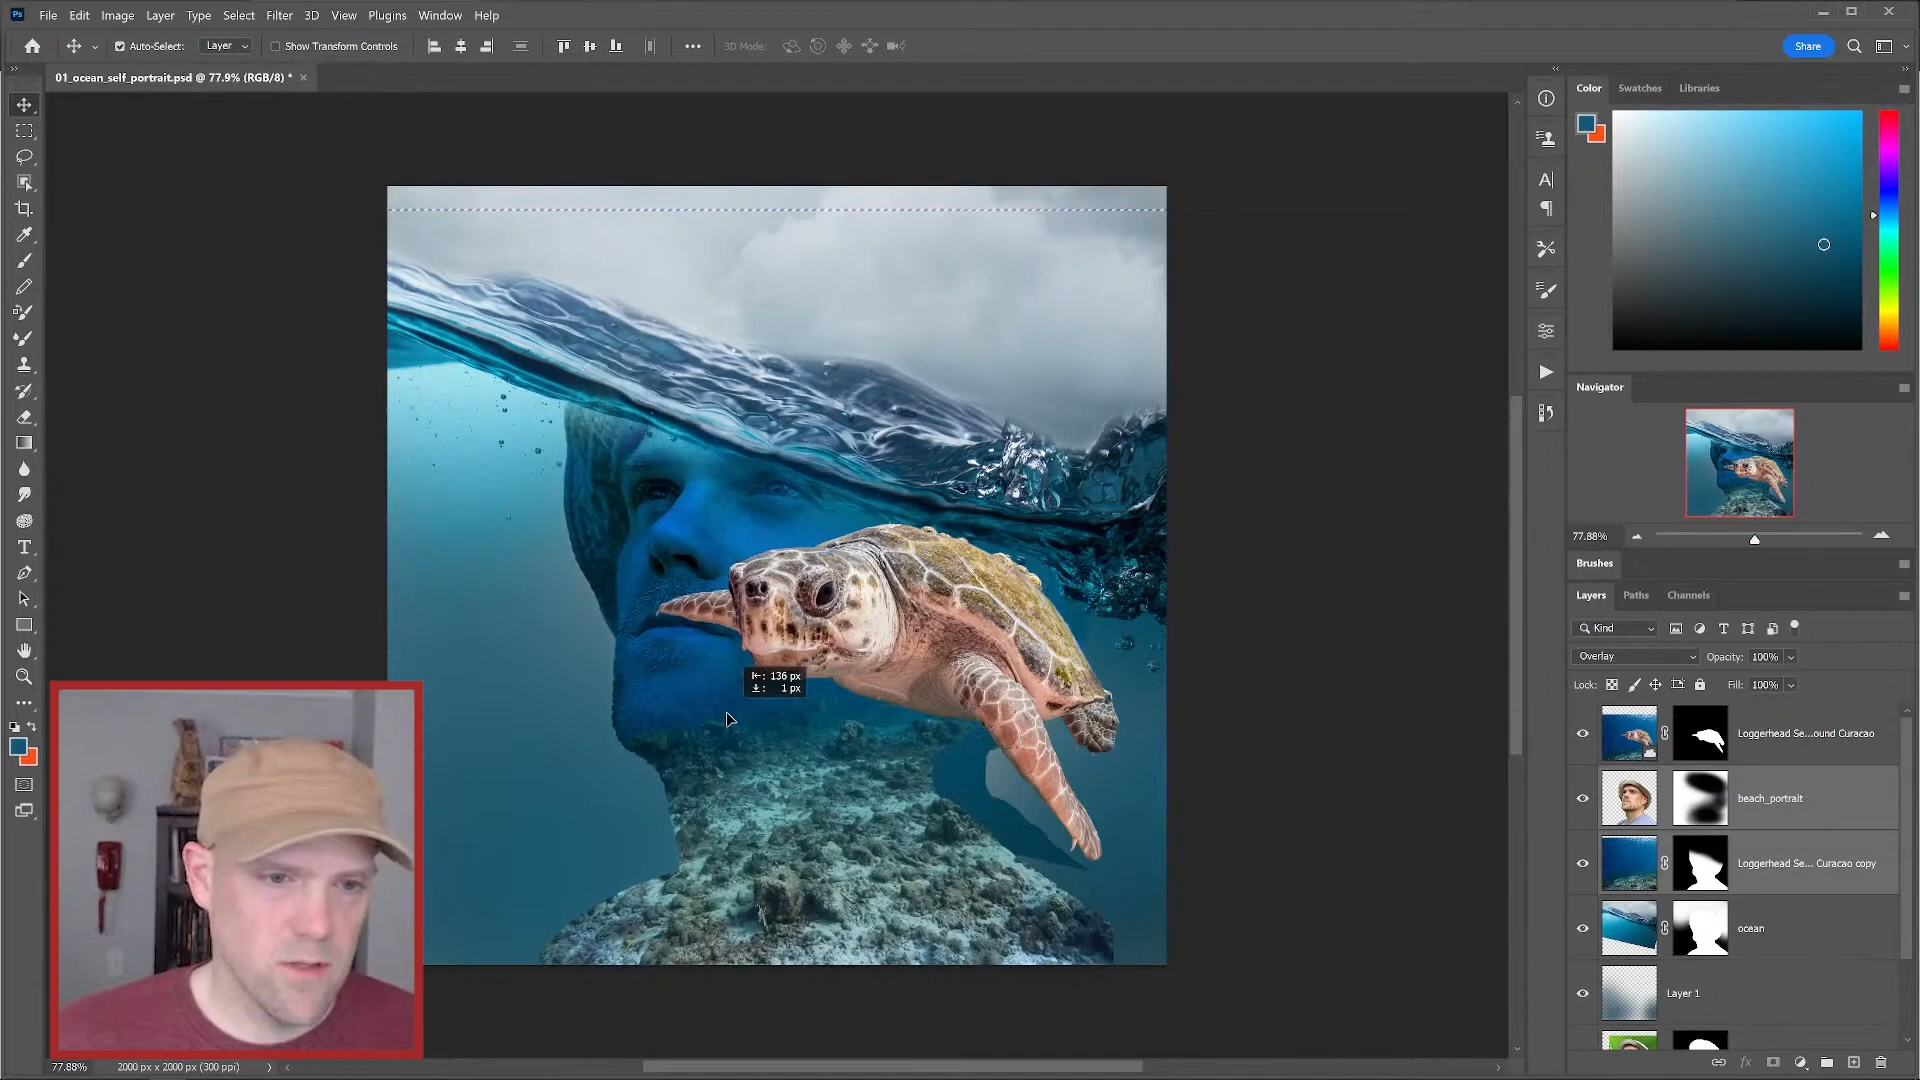 Ps File Edit Image Layer Type Select Filter 3D View Plugins Window Help
Auto-Select: Layer Show Transform Controls 3D Mode: Share
01_ocean_self_portrait.psd @ 77.9% (RGB/8) *
Color Swatches Libraries
Navigator
77.88%
Brushes
Layers Paths Channels
Kind
Overlay Opacity: 100%
Lock: Fill: 100%
Loggerhead Se...ound Curacao
beach_portrait
Loggerhead Se... Curacao copy
ocean
Layer 1
136 px
1 px
77.88% 2000 px x 2000 px (300 ppi)